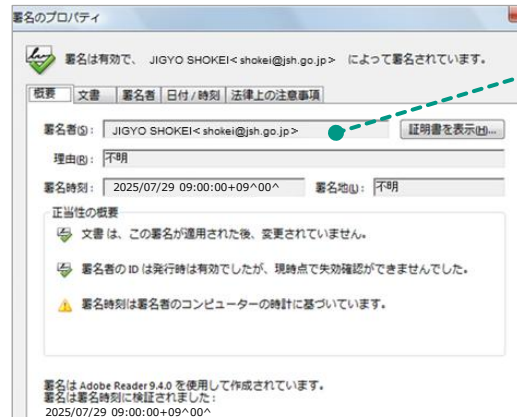 署名のプロパティ
署名は有効で、 JIGYO SHOKEI< shokei@jsh.go.jp> によって署名されています。
概要 文書 署名者 日付/時刻 法律上の注意事項
署名者(S): JIGYO SHOKEI< shokei@jsh.go.jp> 証明書を表示(H)...
理由(R): 不明
署名時刻: 2025/07/29 09:00:00+09^00^ 署名地(L): 不明
正当性の概要
文書 は、この署名が適用された後、変更されていません。
署名者の ID は発行時は有効でしたが、現時点で失効確認ができませんでした。
署名時刻は署名者のコンピューターの時計に基づいています。
署名は Adobe Reader 9.4.0 を使用して作成されています。
署名は署名時刻に検証されました:
2025/07/29 09:00:00+09^00^